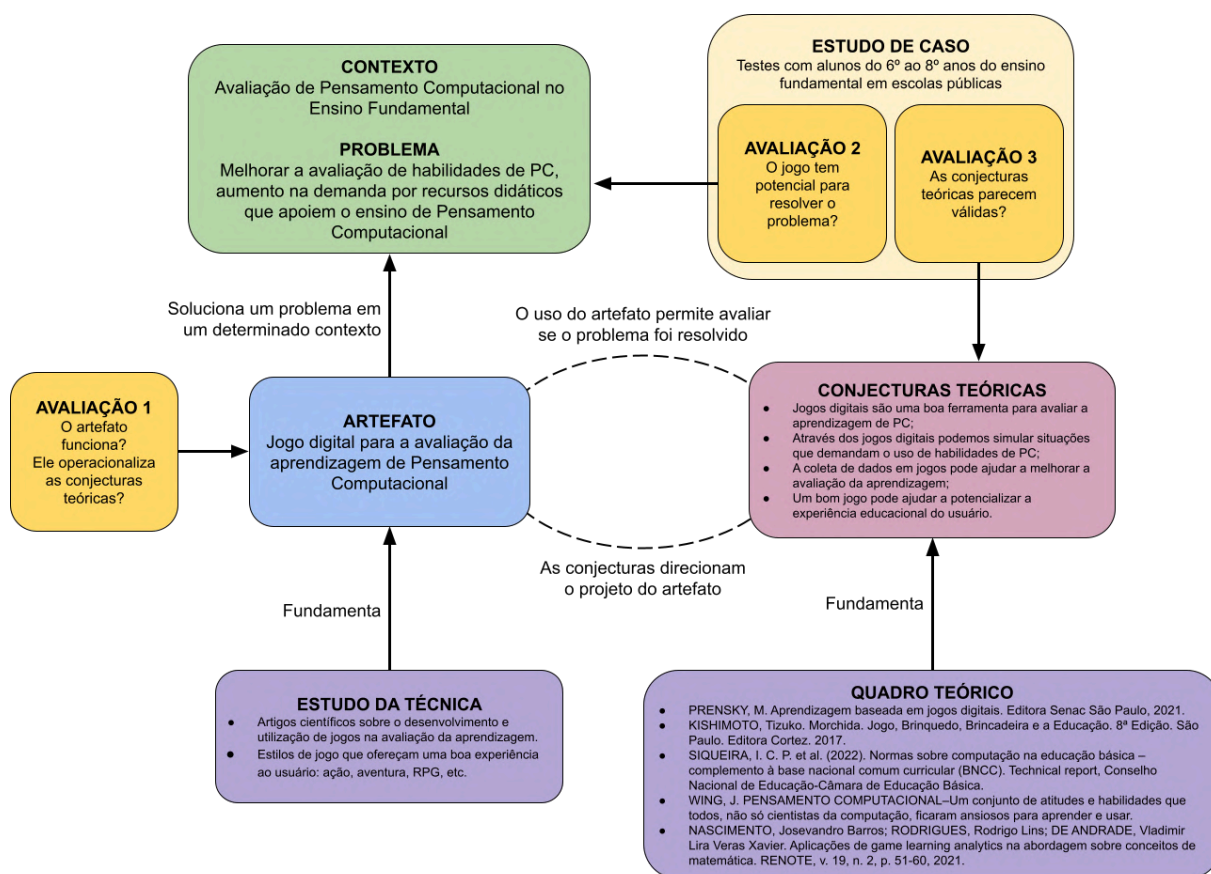 CONTEXTO
Avaliação de Pensamento Computacional no
Ensino Fundamental
PROBLEMA
Melhorar a avaliação de habilidades de PC,
aumento na demanda por recursos didáticos
que apoiem o ensino de Pensamento
Computacional
ESTUDO DE CASO
Testes com alunos do 6º ao 8º anos do ensino
fundamental em escolas públicas
AVALIAÇÃO 2
O jogo tem
potencial para
resolver o
problema?
AVALIAÇÃO 3
As conjecturas
teóricas parecem
válidas?
Soluciona um problema em
um determinado contexto
O uso do artefato permite avaliar
se o problema foi resolvido
AVALIAÇÃO 1
O artefato
funciona?
Ele operacionaliza
as conjecturas
teóricas?
ARTEFATO
Jogo digital para a avaliação da
aprendizagem de Pensamento
Computacional
CONJECTURAS TEÓRICAS
● Jogos digitais são uma boa ferramenta para avaliar a
aprendizagem de PC;
● Através dos jogos digitais podemos simular situações
que demandam o uso de habilidades de PC;
● A coleta de dados em jogos pode ajudar a melhorar a
avaliação da aprendizagem;
● Um bom jogo pode ajudar a potencializar a
experiência educacional do usuário.
As conjecturas direcionam
o projeto do artefato
Fundamenta
Fundamenta
ESTUDO DA TÉCNICA
● Artigos científicos sobre o desenvolvimento e
utilização de jogos na avaliação da aprendizagem.
● Estilos de jogo que ofereçam uma boa experiência
ao usuário: ação, aventura, RPG, etc.
QUADRO TEÓRICO
● PRENSKY, M. Aprendizagem baseada em jogos digitais. Editora Senac São Paulo, 2021.
● KISHIMOTO, Tizuko. Morchida. Jogo, Brinquedo, Brincadeira e a Educação. 8ª Edição. São
Paulo. Editora Cortez. 2017.
● SIQUEIRA, I. C. P. et al. (2022). Normas sobre computação na educação básica –
complemento à base nacional comum curricular (BNCC). Technical report, Conselho
Nacional de Educação-Câmara de Educação Básica.
● WING, J. PENSAMENTO COMPUTACIONAL–Um conjunto de atitudes e habilidades que
todos, não só cientistas da computação, ficaram ansiosos para aprender e usar.
● NASCIMENTO, Josevandro Barros; RODRIGUES, Rodrigo Lins; DE ANDRADE, Vladimir
Lira Veras Xavier. Aplicações de game learning analytics na abordagem sobre conceitos de
matemática. RENOTE, v. 19, n. 2, p. 51-60, 2021.